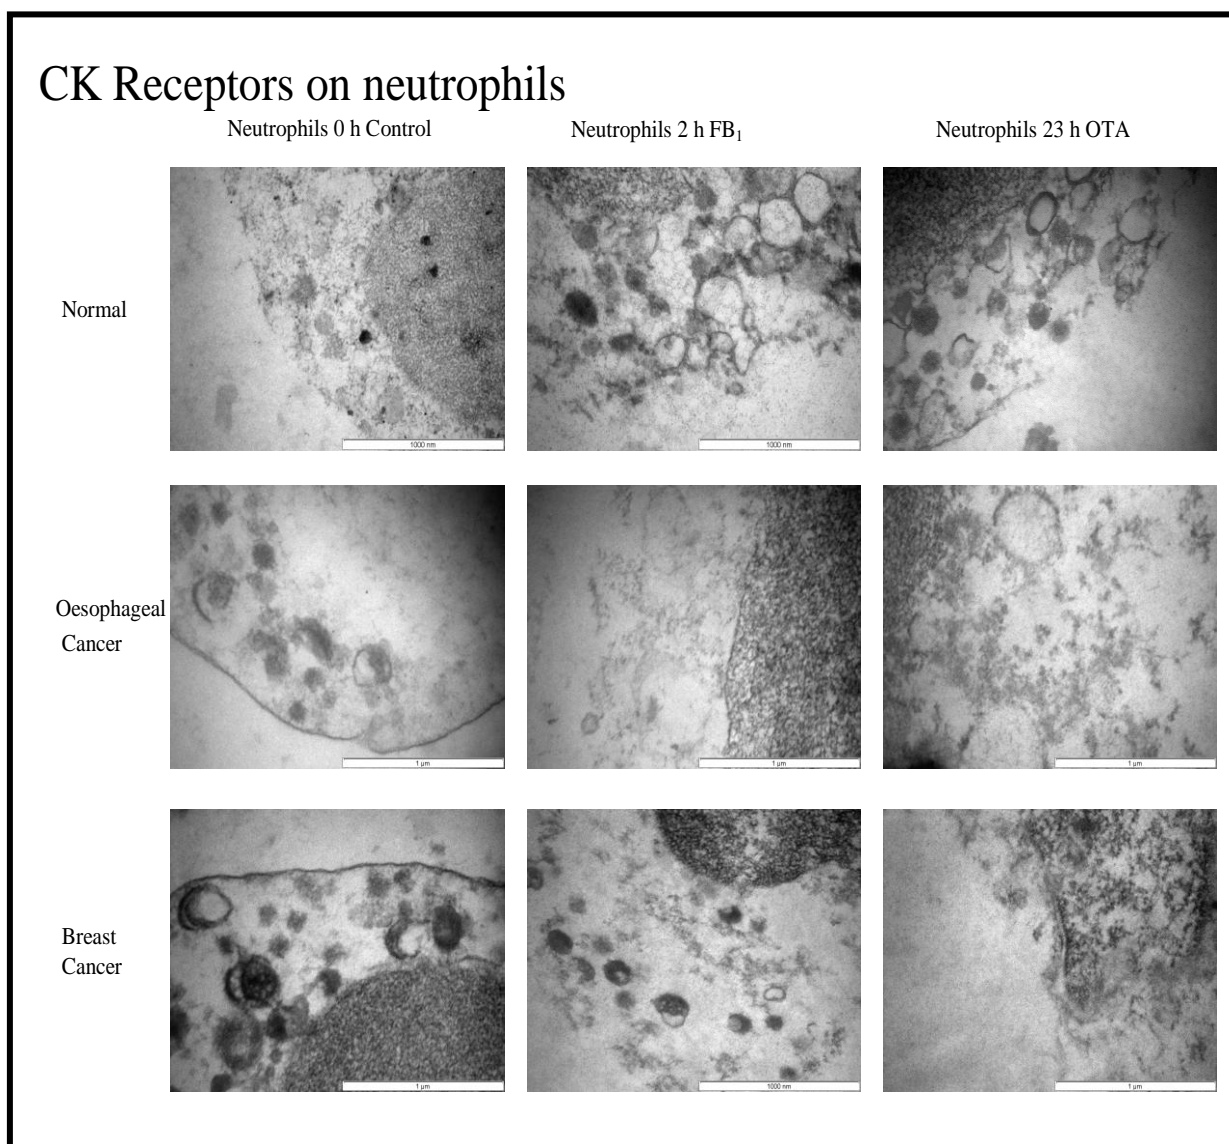 CK Receptors on neutrophils
Neutrophils 0 h Control
Neutrophils 2 h FB₁
Neutrophils 23 h OTA
Normal
1000 nm
1000 nm
Oesophageal
Cancer
1 µm
1 µm
1 µm
Breast
Cancer
1 µm
1000 nm
1 µm